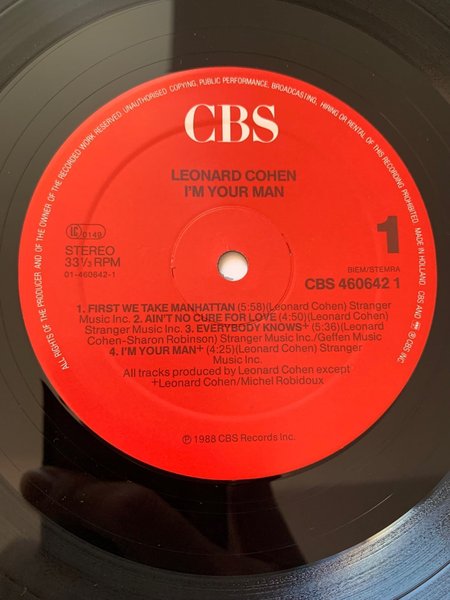 ALL RIGHTS OF THE PRODUCER AND OF THE OWNER OF THE RECORDED WORK RESERVED. UNAUTHORISED COPYING, PUBLIC PERFORMANCE, BROADCASTING, HIRING OR RENTAL OF THIS RECORDING PROHIBITED. MADE IN HOLLAND. CBS AND ℗ CBS INC.
CBS
LEONARD COHEN
I'M YOUR MAN
LC 0149
STEREO
33⅓ RPM
01-460642-1
1
BIEM/STEMRA
CBS 460642 1
1. FIRST WE TAKE MANHATTAN (5:58)(Leonard Cohen) Stranger
Music Inc. 2. AIN'T NO CURE FOR LOVE (4:50)(Leonard Cohen)
Stranger Music Inc. 3. EVERYBODY KNOWS+ (5:36)(Leonard
Cohen-Sharon Robinson) Stranger Music Inc./Geffen Music
4. I'M YOUR MAN+ (4:25)(Leonard Cohen) Stranger
Music Inc.
All tracks produced by Leonard Cohen except
+Leonard Cohen/Michel Robidoux
℗ 1988 CBS Records Inc.